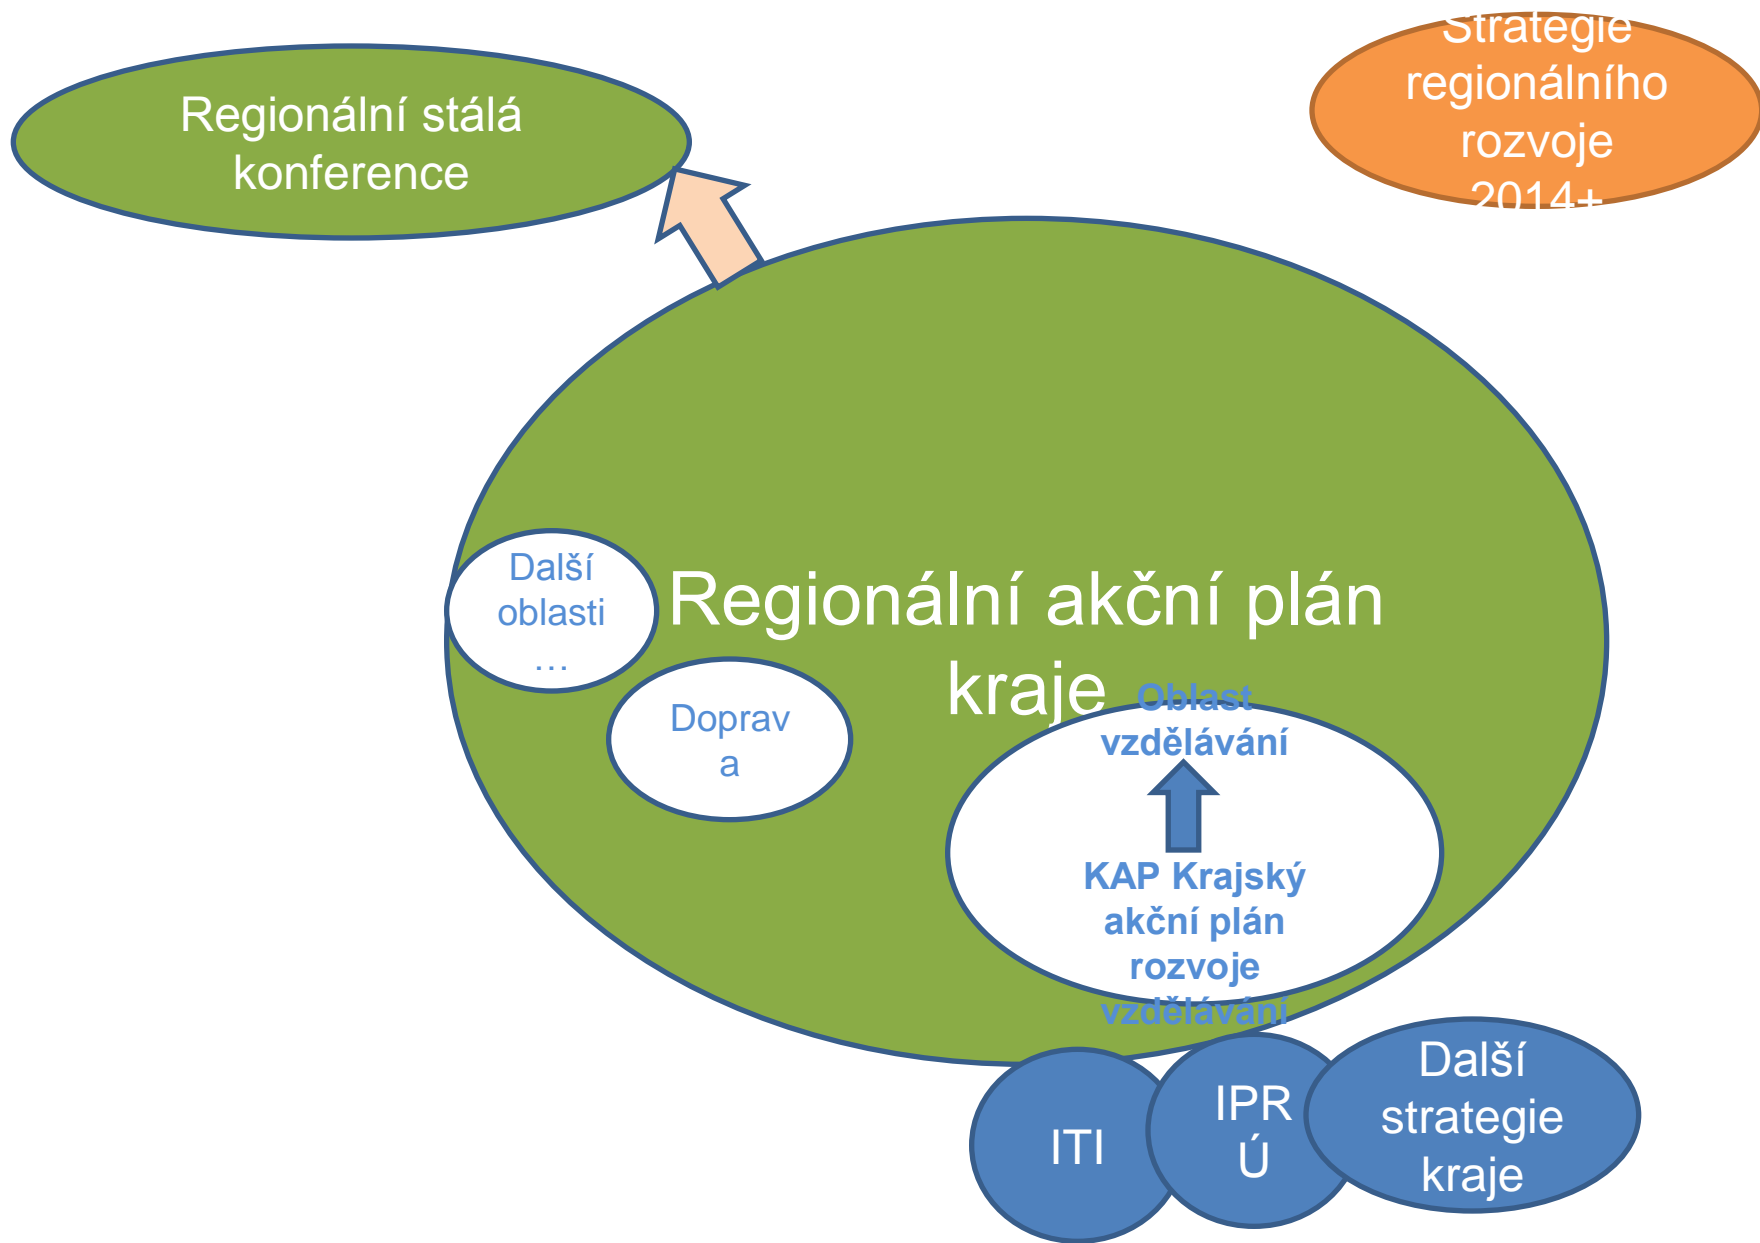 Strategie
regionálního
rozvoje
2014+
Regionální stálá
konference
Regionální akční plán
kraje
Další
oblasti
…
Doprav
a
Oblast
vzdělávání
KAP Krajský
akční plán
rozvoje
vzdělávání
ITI
IPR
Ú
Další
strategie
kraje